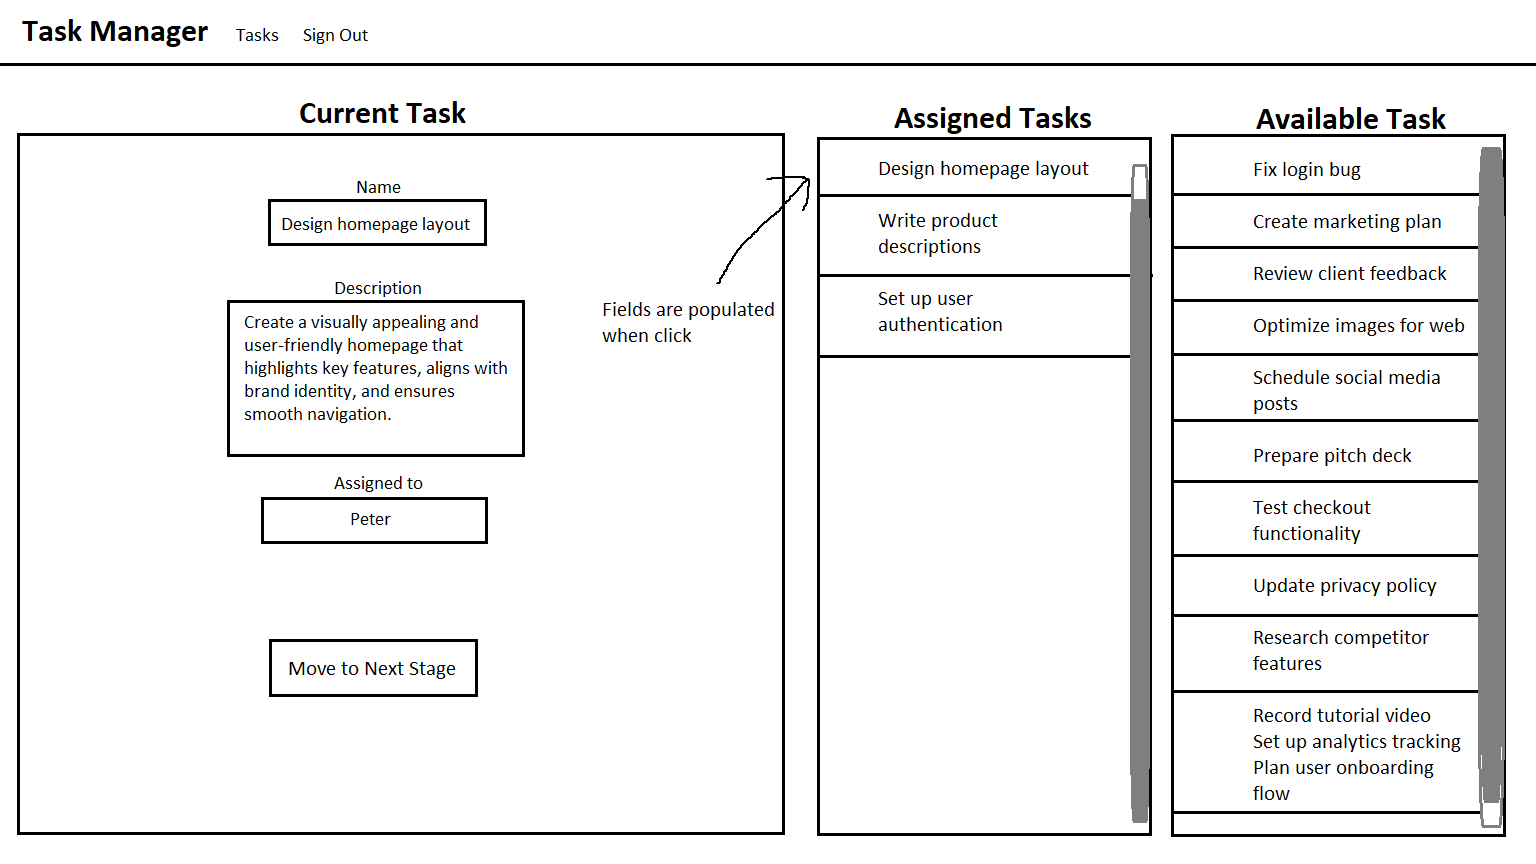 Task Manager Tasks Sign Out
Current Task
Name
Design homepage layout
Description
Create a visually appealing and
user-friendly homepage that
highlights key features, aligns with
brand identity, and ensures
smooth navigation.
Assigned to
Peter
Move to Next Stage
Fields are populated
when click
Assigned Tasks
Design homepage layout
Write product
descriptions
Set up user
authentication
Available Task
Fix login bug
Create marketing plan
Review client feedback
Optimize images for web
Schedule social media
posts
Prepare pitch deck
Test checkout
functionality
Update privacy policy
Research competitor
features
Record tutorial video
Set up analytics tracking
Plan user onboarding
flow